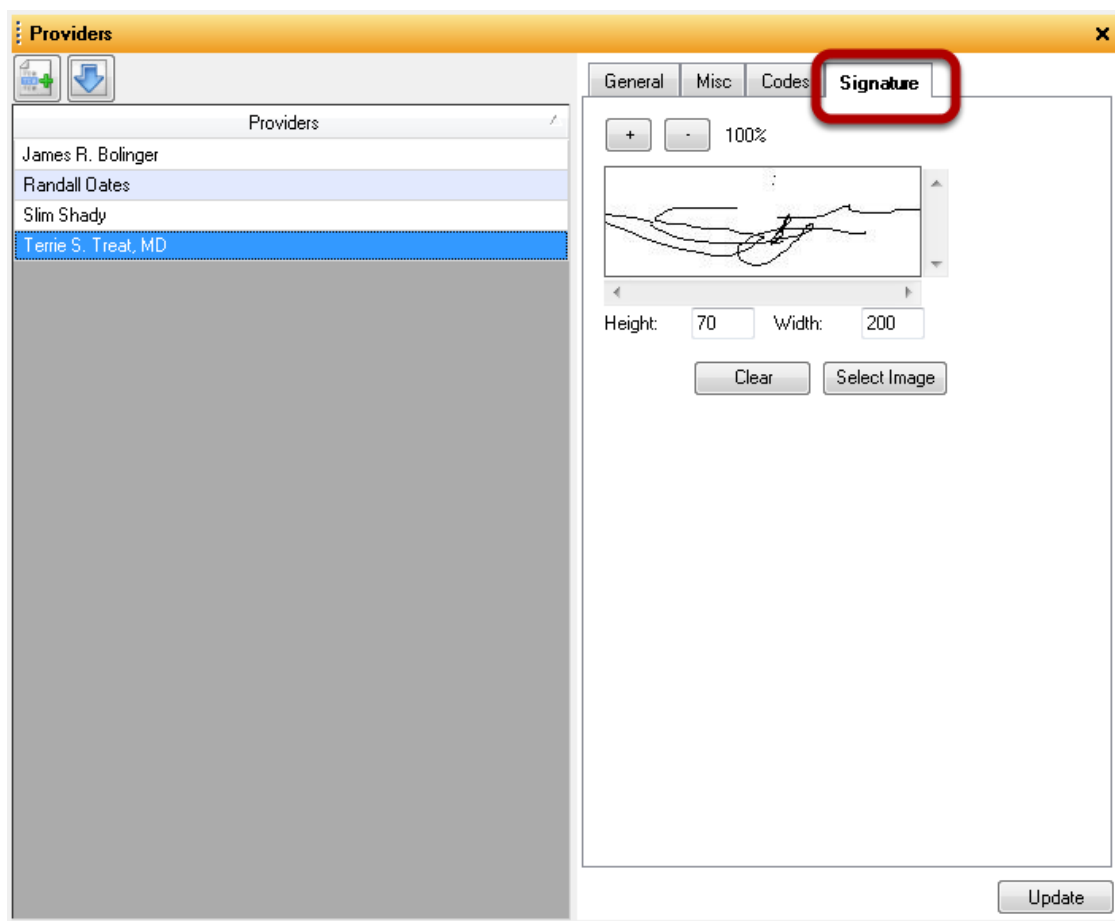 Providers
General Misc Codes Signature
Providers
+ - 100%
James R. Bolinger
Randall Oates
Slim Shady
Terrie S. Treat, MD
Height: 70 Width: 200
Clear Select Image
Update